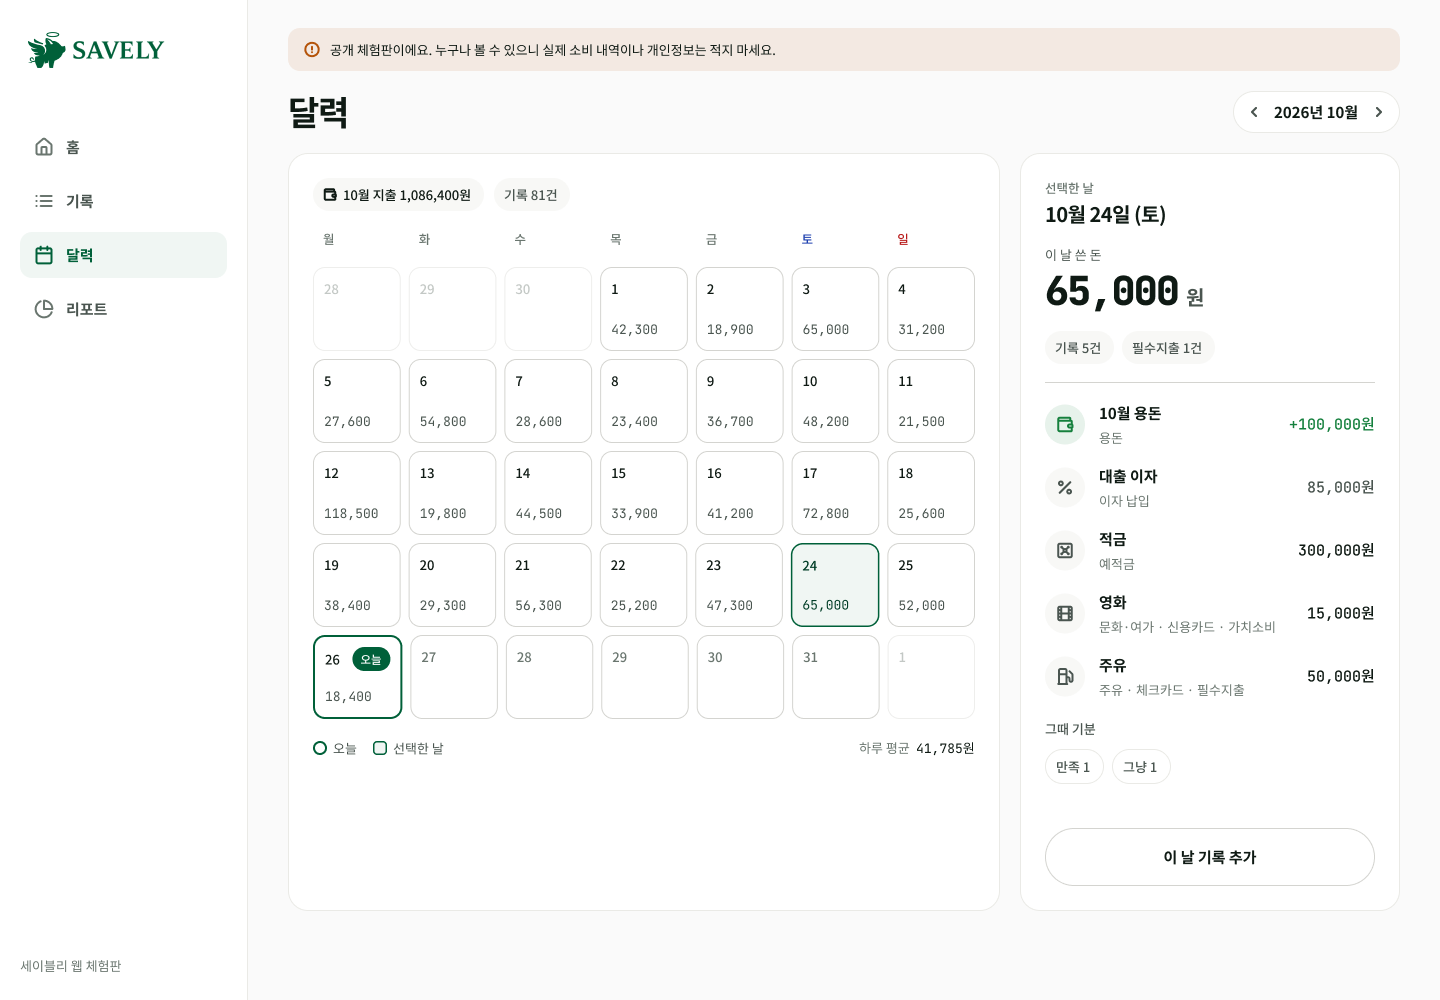 SAVELY
홈
기록
달력
리포트
세이블리 웹 체험판
공개 체험판이에요. 누구나 볼 수 있으니 실제 소비 내역이나 개인정보는 적지 마세요.
달력
2026년 10월
10월 지출 1,086,400원 기록 81건
월 화 수 목 금 토 일
28 29 30 1 2 3 4
42,300 18,900 65,000 31,200
5 6 7 8 9 10 11
27,600 54,800 28,600 23,400 36,700 48,200 21,500
12 13 14 15 16 17 18
118,500 19,800 44,500 33,900 41,200 72,800 25,600
19 20 21 22 23 24 25
38,400 29,300 56,300 25,200 47,300 65,000 52,000
26 오늘 27 28 29 30 31 1
18,400
오늘 선택한 날 하루 평균 41,785원
선택한 날
10월 24일 (토)
이 날 쓴 돈
65,000 원
기록 5건 필수지출 1건
10월 용돈
용돈
+100,000원
대출 이자
이자 납입
85,000원
적금
예적금
300,000원
영화
문화·여가 · 신용카드 · 가치소비
15,000원
주유
주유 · 체크카드 · 필수지출
50,000원
그때 기분
만족 1 그냥 1
이 날 기록 추가